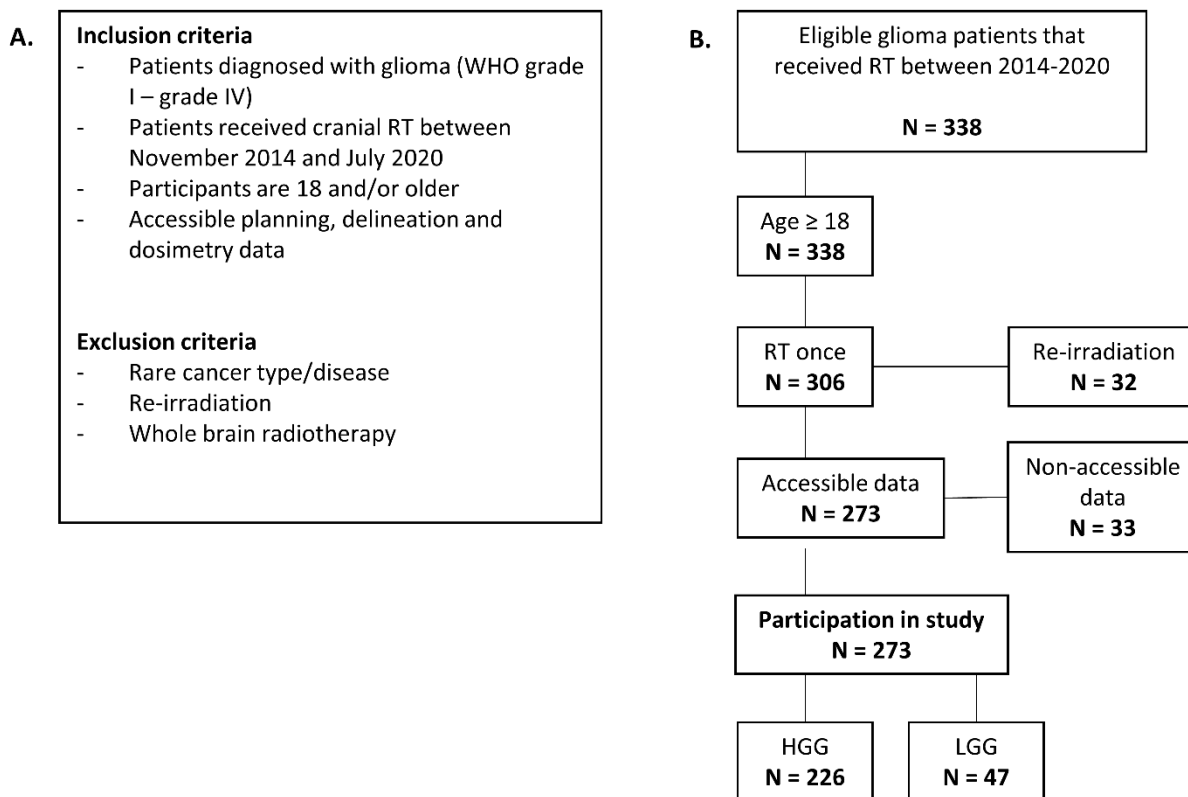 A.
Inclusion criteria
- Patients diagnosed with glioma (WHO grade
I – grade IV)
- Patients received cranial RT between
November 2014 and July 2020
- Participants are 18 and/or older
- Accessible planning, delineation and
dosimetry data
Exclusion criteria
- Rare cancer type/disease
- Re-irradiation
- Whole brain radiotherapy
B.
Eligible glioma patients that
received RT between 2014-2020
N = 338
Age ≥ 18
N = 338
RT once
N = 306
Re-irradiation
N = 32
Accessible data
N = 273
Non-accessible
data
N = 33
Participation in study
N = 273
HGG
N = 226
LGG
N = 47